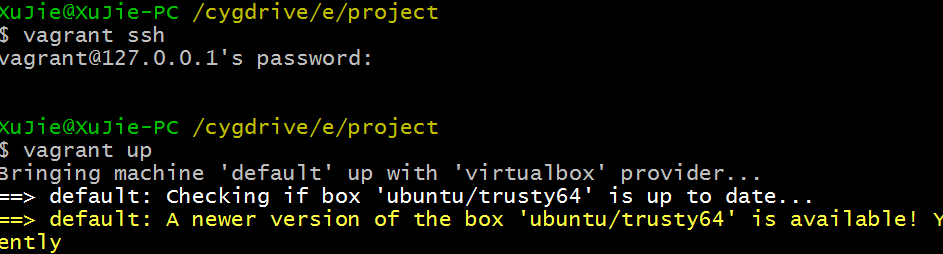 XuJie@XuJie-PC /cygdrive/e/project
$ vagrant ssh
vagrant@127.0.0.1's password:
XuJie@XuJie-PC /cygdrive/e/project
$ vagrant up
Bringing machine 'default' up with 'virtualbox' provider...
==> default: Checking if box 'ubuntu/trusty64' is up to date...
==> default: A newer version of the box 'ubuntu/trusty64' is available! Y
ently